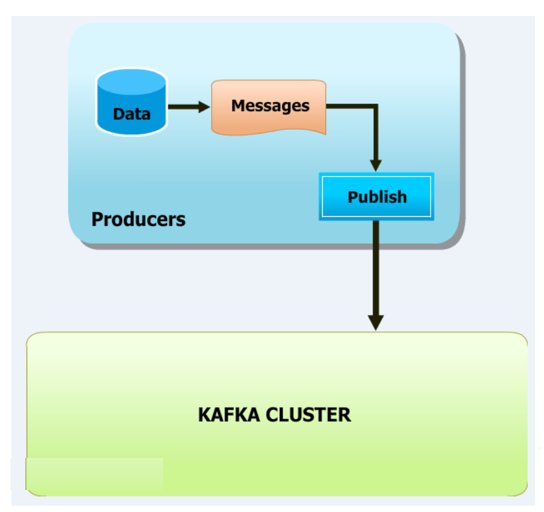 Data
Messages
Publish
Producers
KAFKA CLUSTER